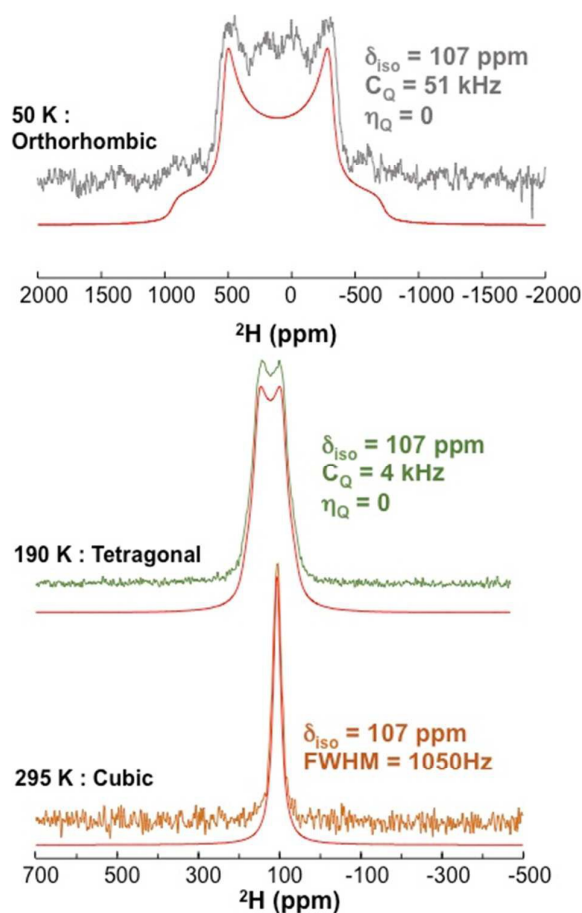 δiso = 107 ppm
CQ = 51 kHz
ηQ = 0
50 K :
Orthorhombic
2000 1500 1000 500 0 -500 -1000 -1500 -2000
²H (ppm)
δiso = 107 ppm
CQ = 4 kHz
ηQ = 0
190 K : Tetragonal
δiso = 107 ppm
FWHM = 1050Hz
295 K : Cubic
700 500 300 100 -100 -300 -500
²H (ppm)